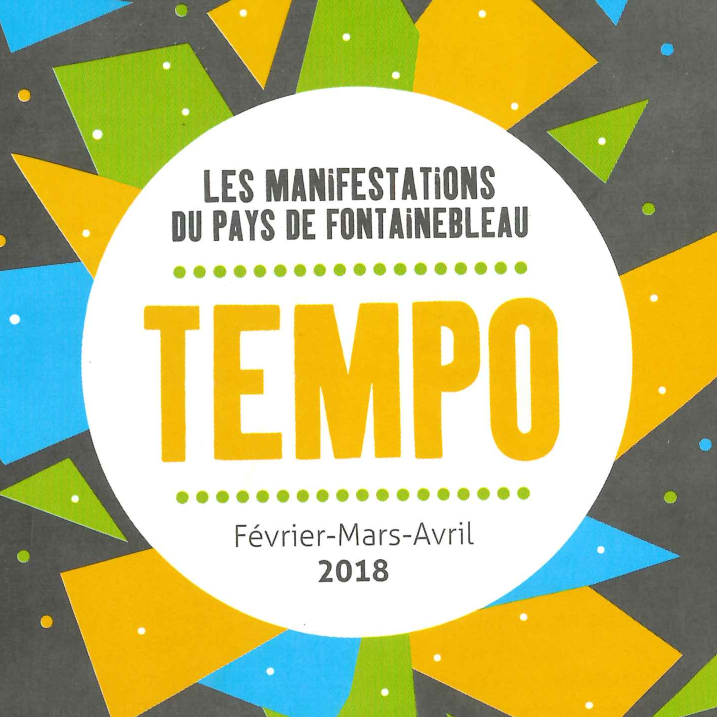 LES MANiFESTATiONS
DU PAYS DE FONTAiNEBLEAU
TEMPO
Février-Mars-Avril
2018